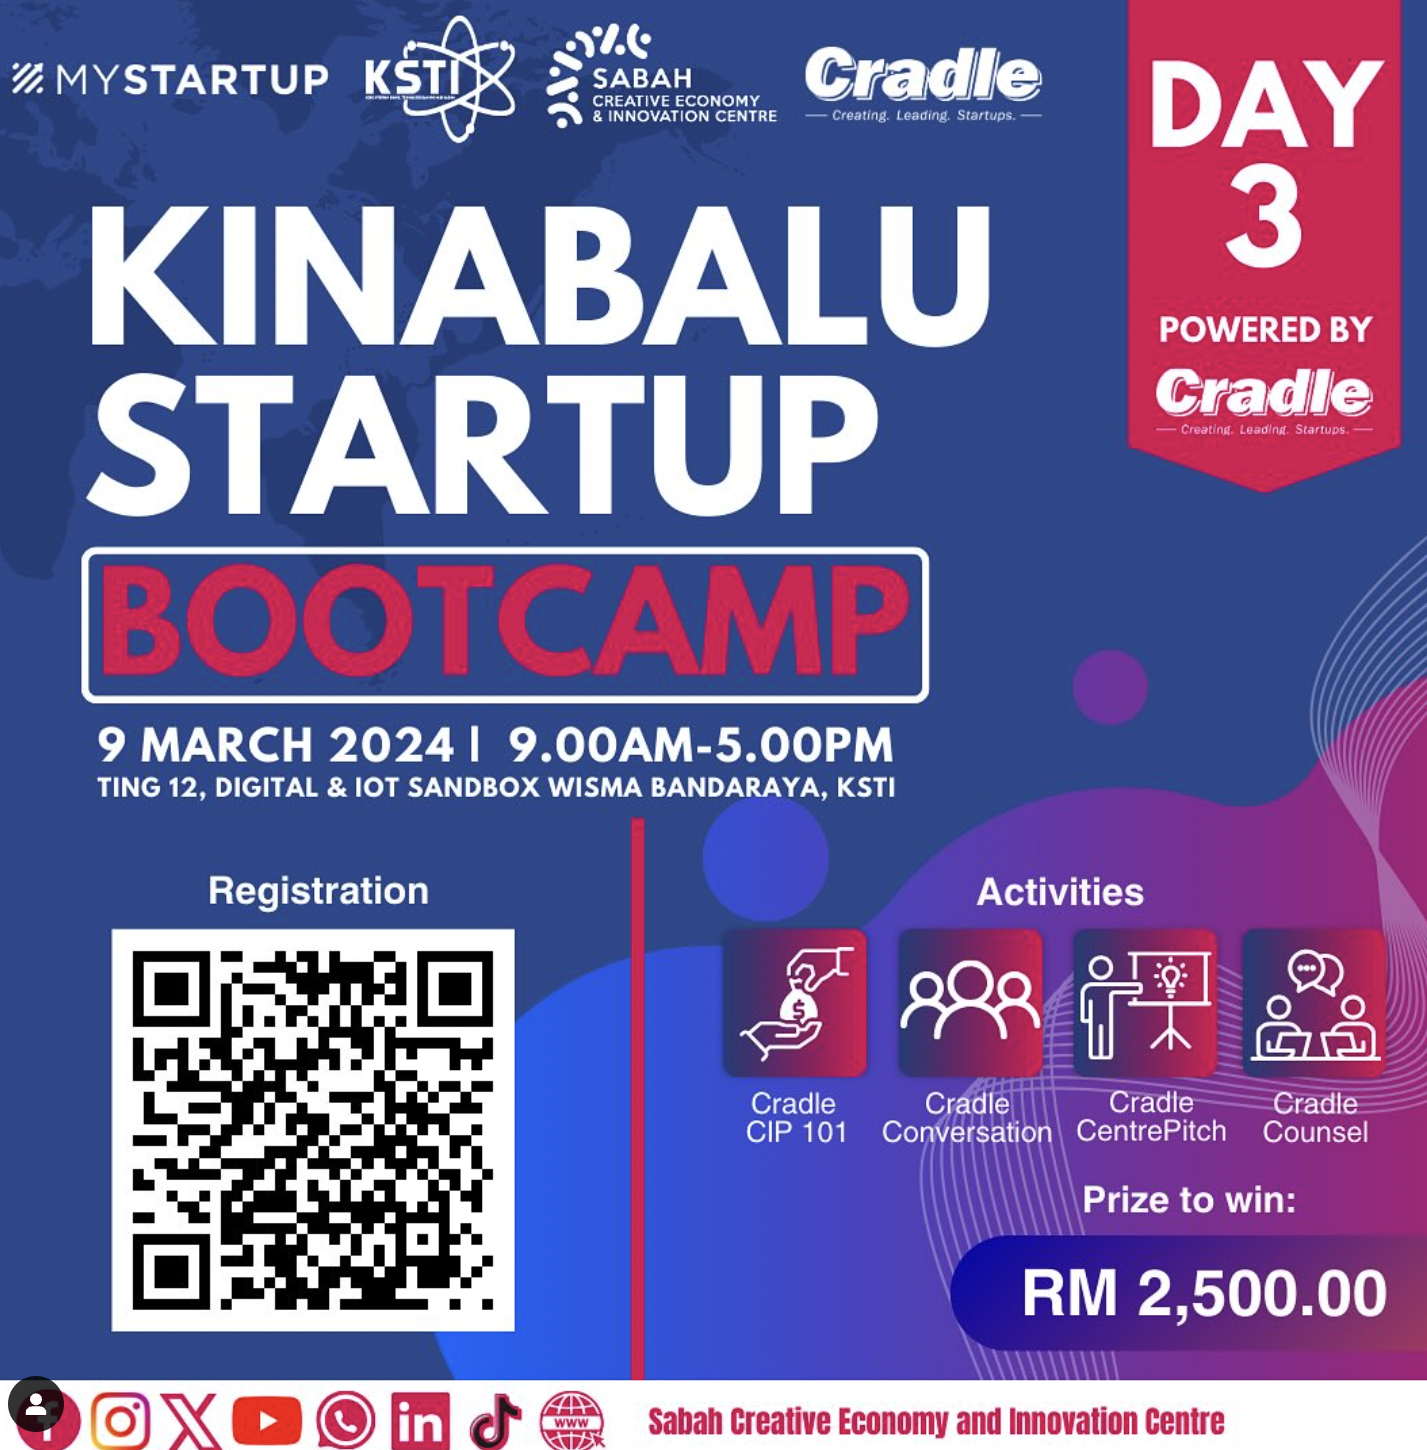 MYSTARTUP
KSTI
SABAH
CREATIVE ECONOMY
& INNOVATION CENTRE
Cradle
Creating. Leading. Startups.
DAY
3
POWERED BY
Cradle
Creating. Leading. Startups.
KINABALU
STARTUP
BOOTCAMP
9 MARCH 2024 | 9.00AM-5.00PM
TING 12, DIGITAL & IOT SANDBOX WISMA BANDARAYA, KSTI
Registration
Activities
Cradle
CIP 101
Cradle
Conversation
Cradle
CentrePitch
Cradle
Counsel
Prize to win:
RM 2,500.00
WWW
Sabah Creative Economy and Innovation Centre